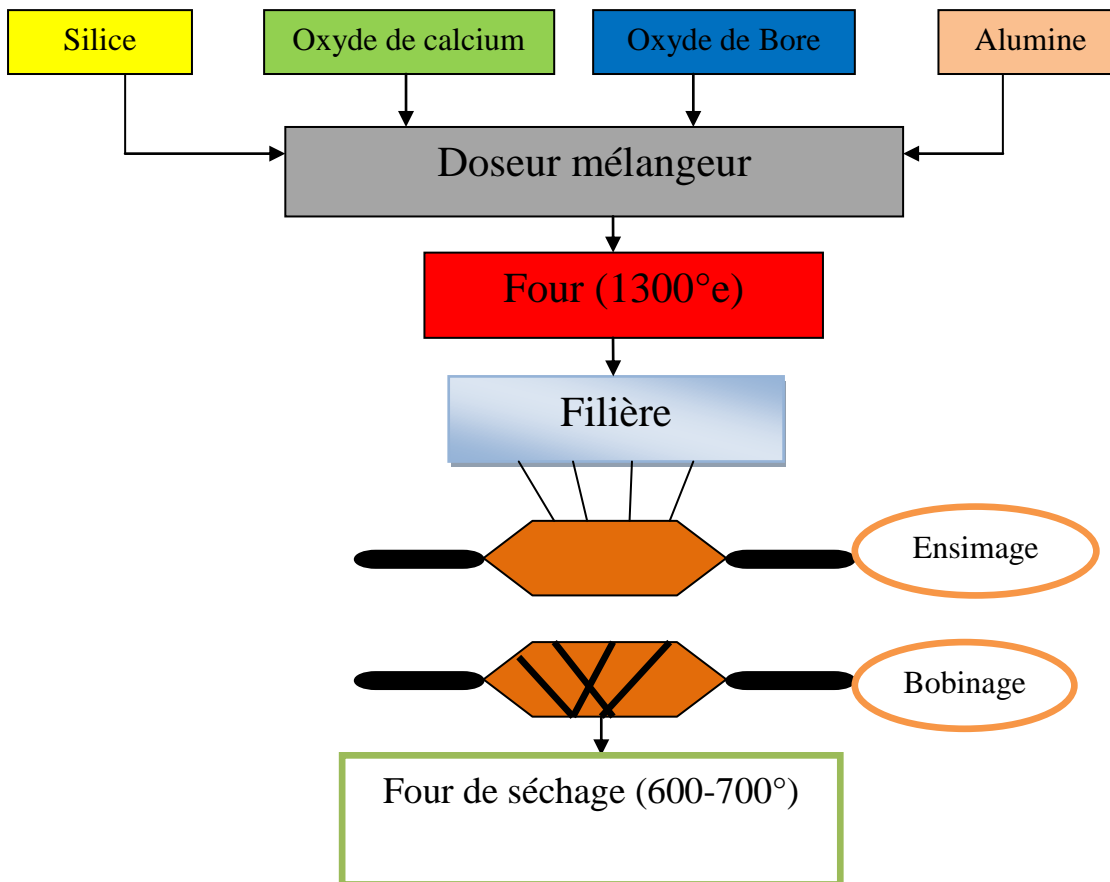 Silice
Oxyde de calcium
Oxyde de Bore
Alumine
Doseur mélangeur
Four (1300°e)
Filière
Ensimage
Bobinage
Four de séchage (600-700°)